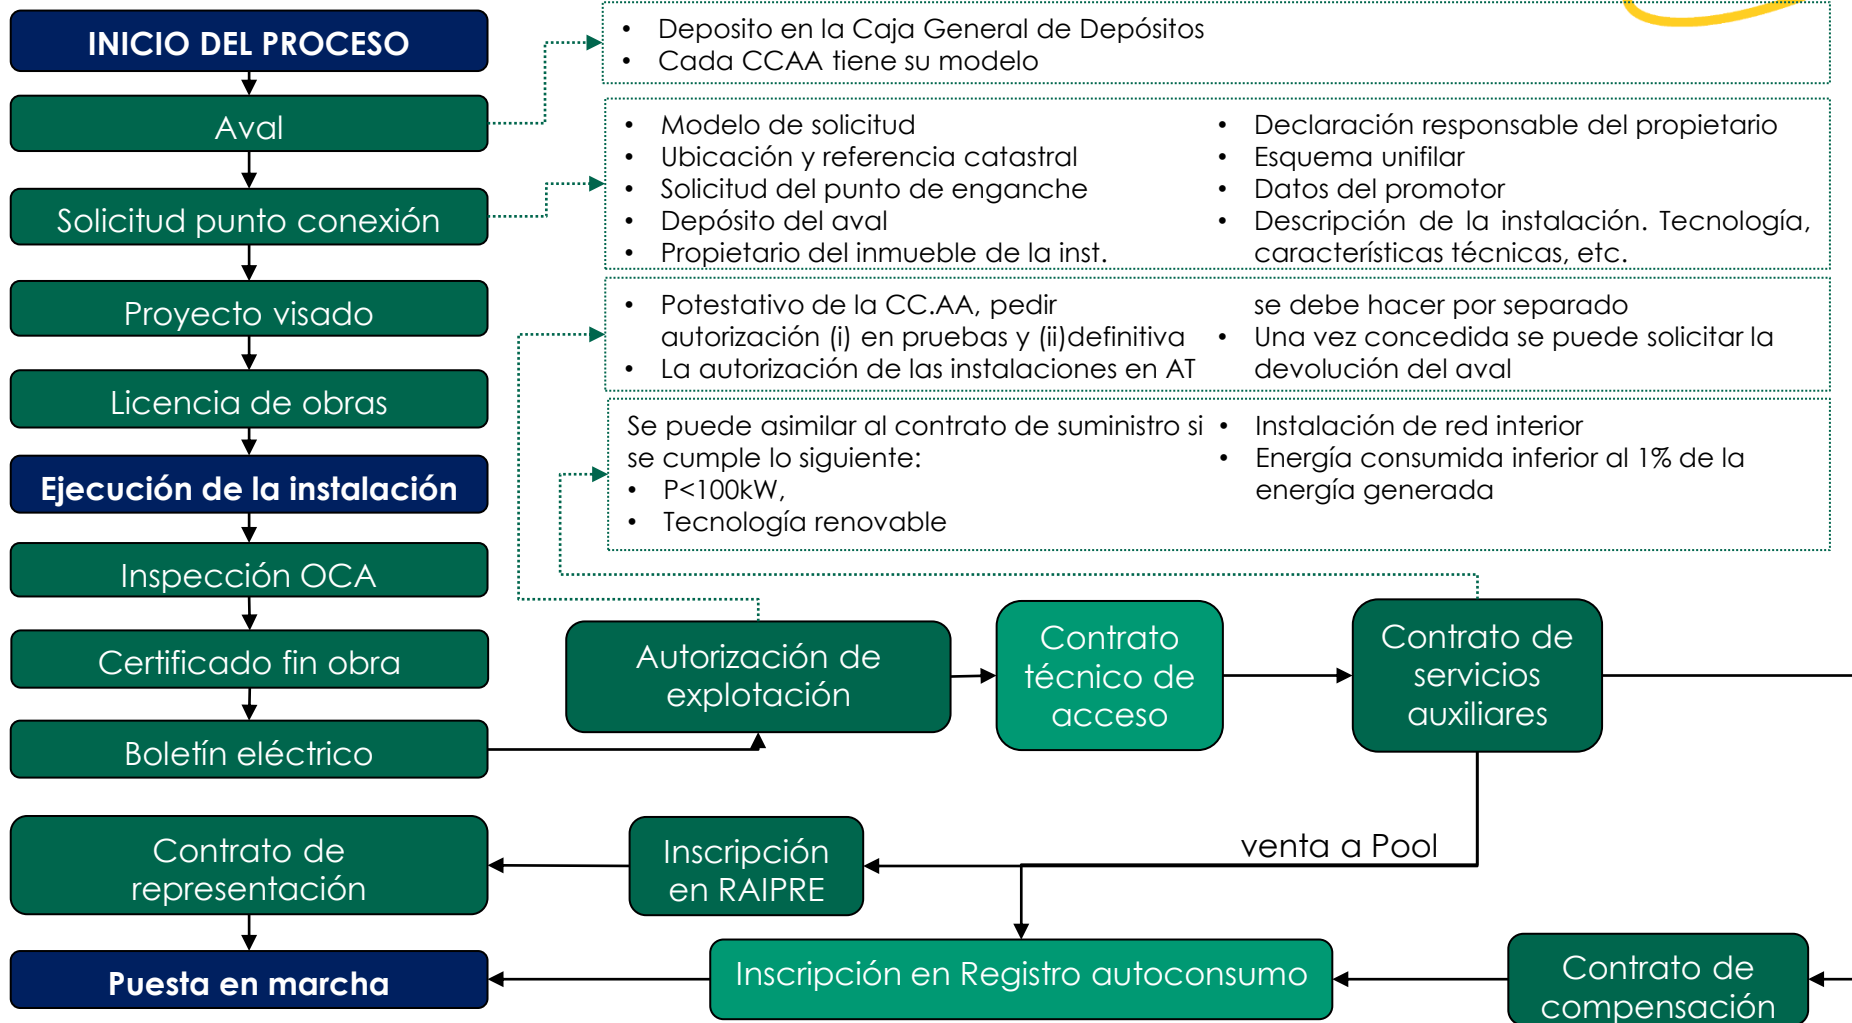 INICIO DEL PROCESO
Aval
Solicitud punto conexión
Proyecto visado
Licencia de obras
Ejecución de la instalación
Inspección OCA
Certificado fin obra
Boletín eléctrico
• Deposito en la Caja General de Depósitos
• Cada CCAA tiene su modelo
• Modelo de solicitud
• Ubicación y referencia catastral
• Solicitud del punto de enganche
• Depósito del aval
• Propietario del inmueble de la inst.
• Declaración responsable del propietario
• Esquema unifilar
• Datos del promotor
• Descripción de la instalación. Tecnología,
características técnicas, etc.
• Potestativo de la CC.AA, pedir
autorización (i) en pruebas y (ii)definitiva
• La autorización de las instalaciones en AT
se debe hacer por separado
• Una vez concedida se puede solicitar la
devolución del aval
Se puede asimilar al contrato de suministro si
se cumple lo siguiente:
• P<100kW,
• Tecnología renovable
• Instalación de red interior
• Energía consumida inferior al 1% de la
energía generada
Autorización de
explotación
Contrato
técnico de
acceso
Contrato de
servicios
auxiliares
venta a Pool
Inscripción
en RAIPRE
Contrato de
representación
Contrato de
compensación
Inscripción en Registro autoconsumo
Puesta en marcha